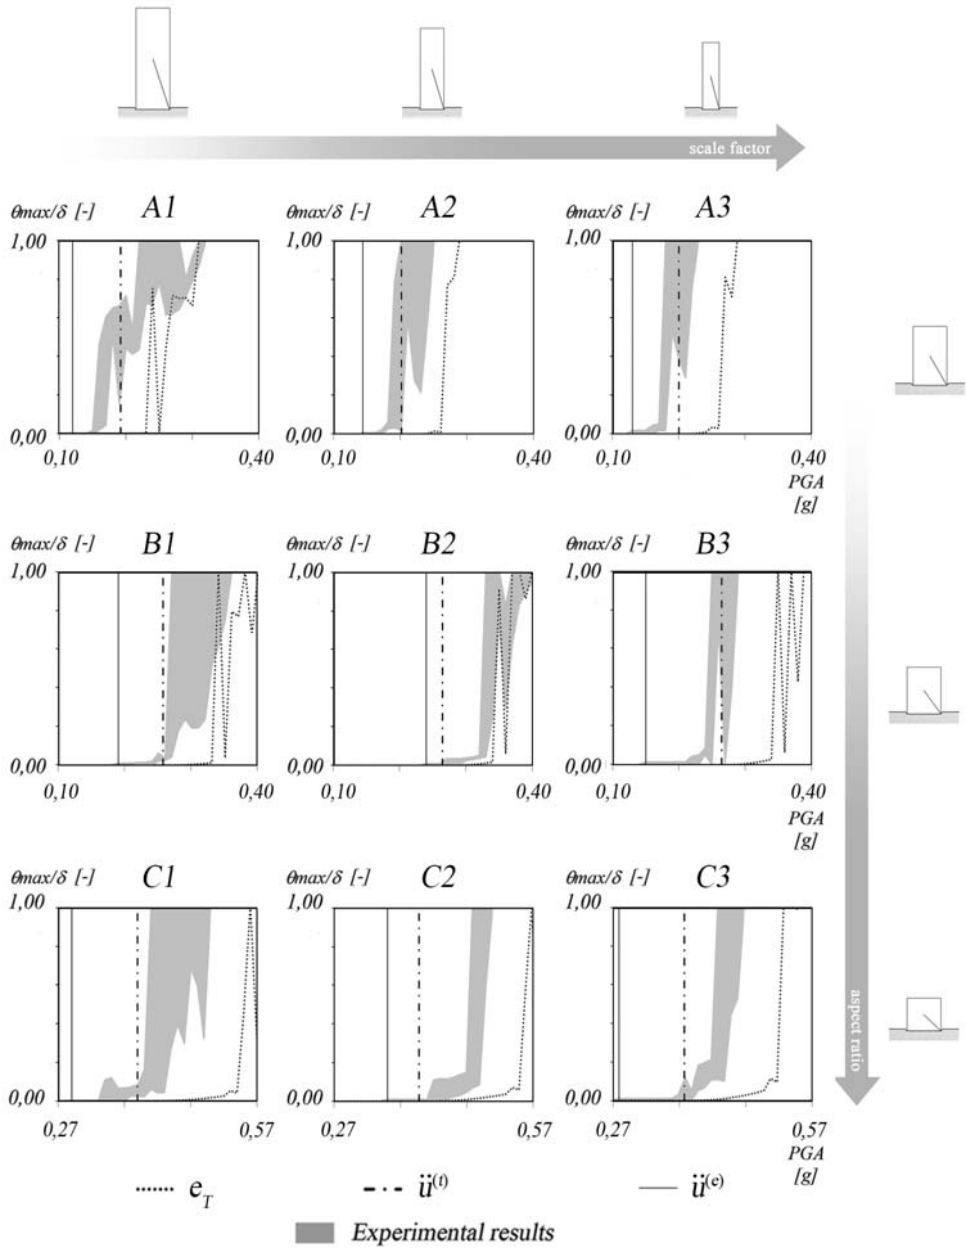 scale factor
θmax/δ [-] A1 θmax/δ [-] A2 θmax/δ [-] A3
1,00 1,00 1,00
0,00 0,00 0,00
0,10 0,40 0,10 0,40 0,10 0,40
PGA
[g]
θmax/δ [-] B1 θmax/δ [-] B2 θmax/δ [-] B3
1,00 1,00 1,00
0,00 0,00 0,00
0,10 0,40 0,10 0,40 0,10 0,40
PGA
[g]
θmax/δ [-] C1 θmax/δ [-] C2 θmax/δ [-] C3
1,00 1,00 1,00
0,00 0,00 0,00
0,27 0,57 0,27 0,57 0,27 0,57
PGA
[g]
aspect ratio
e_T ü^(t) ü^(e)
Experimental results